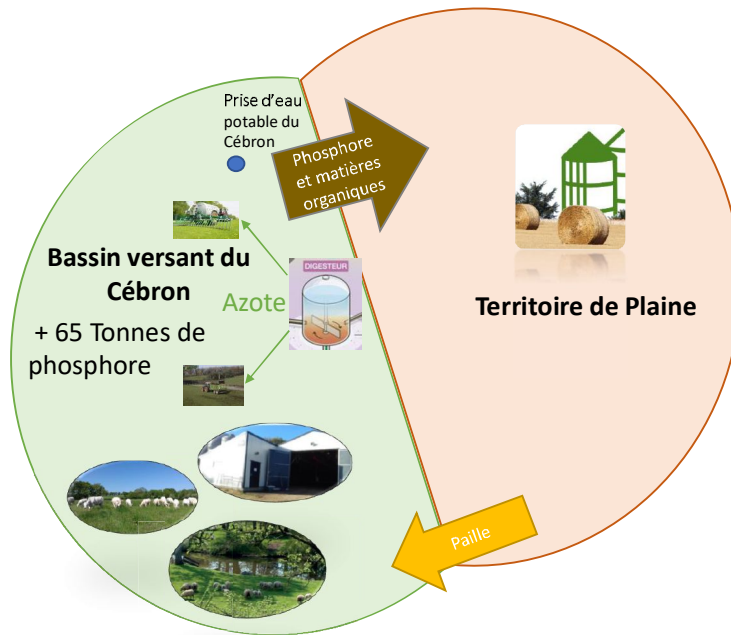 Prise d'eau
potable du
Cébron
Phosphore
et matières
organiques
Bassin versant du
Cébron
DIGESTEUR
Azote
+ 65 Tonnes de
phosphore
Territoire de Plaine
Paille